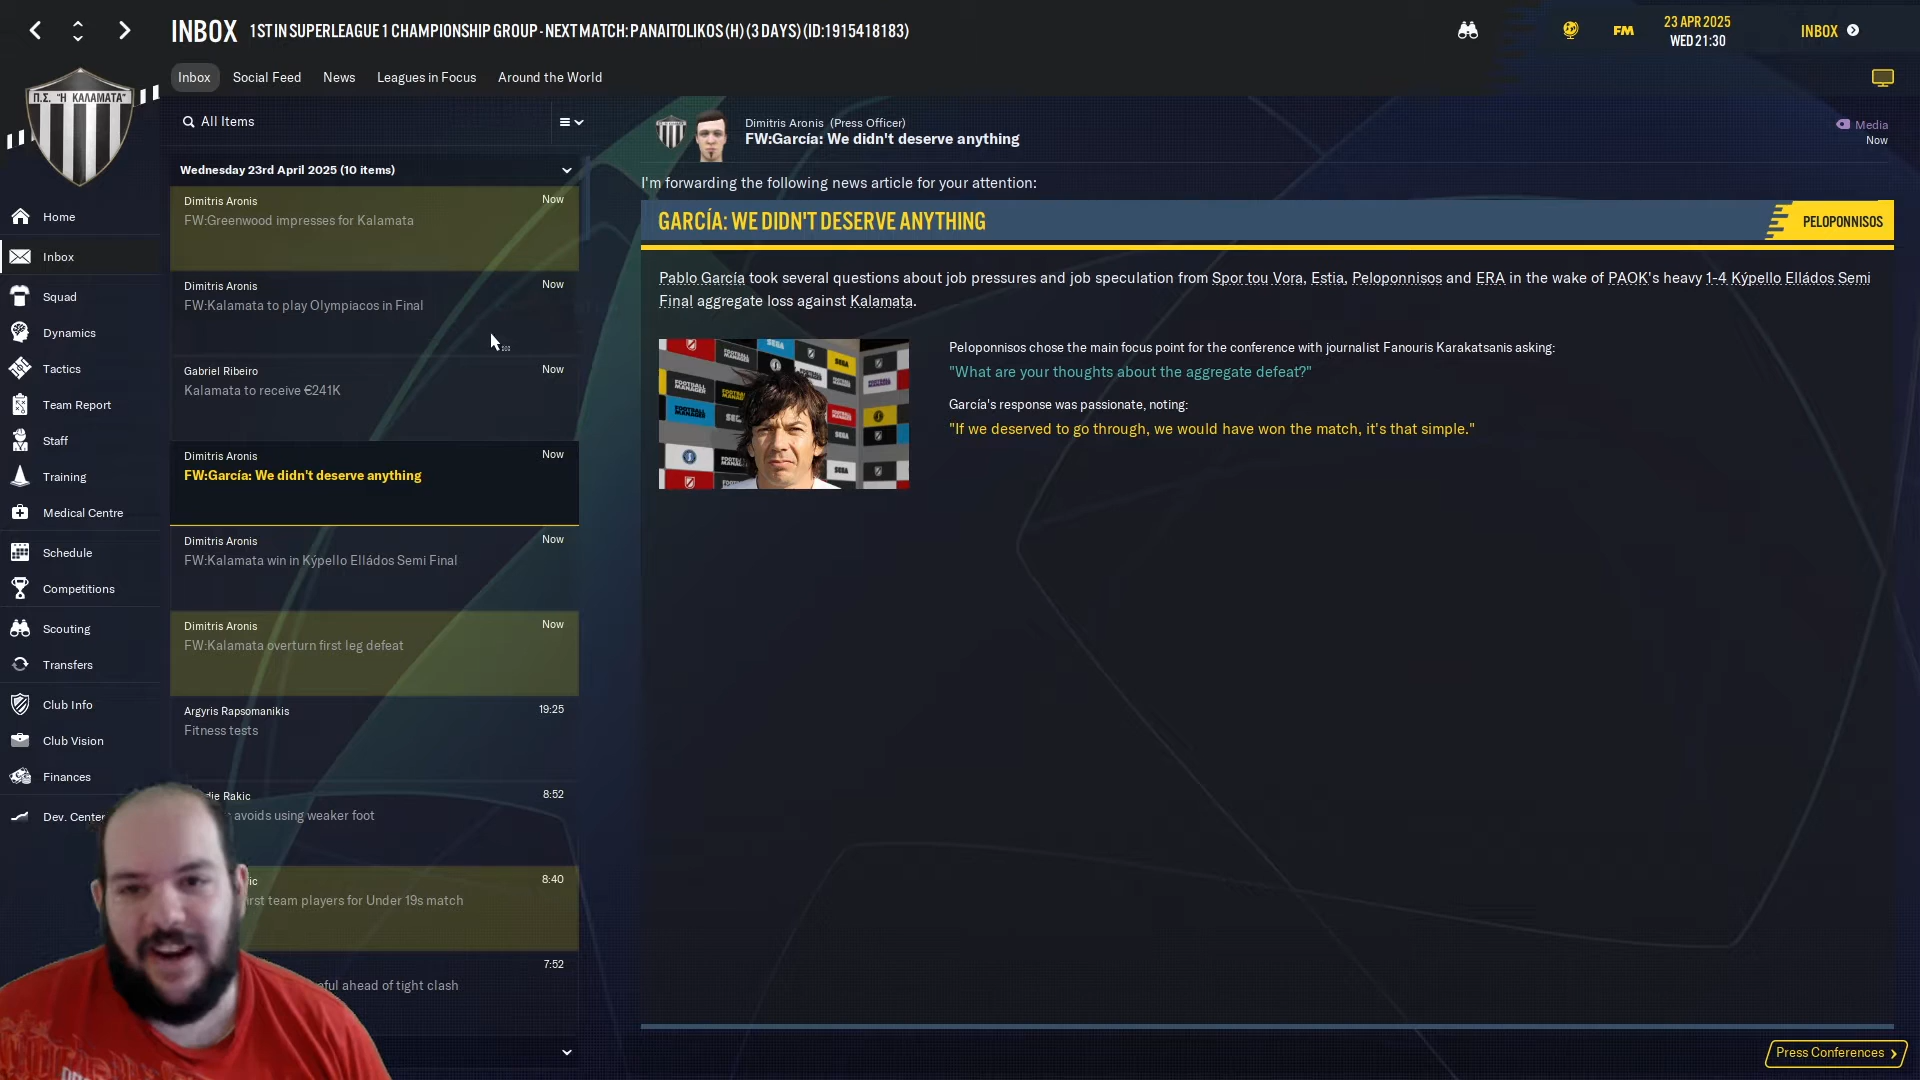 INBOX 1ST IN SUPERLEAGUE 1 CHAMPIONSHIP GROUP - NEXT MATCH: PANAITOLIKOS (H) (3 DAYS) (ID:1915418183)
FM
23 APR 2025
WED 21:30
INBOX
Inbox Social Feed News Leagues in Focus Around the World
Π.Σ. "Η ΚΑΛΑΜΑΤΑ"
Home
Inbox
Squad
Dynamics
Tactics
Team Report
Staff
Training
Medical Centre
Schedule
Competitions
Scouting
Transfers
Club Info
Club Vision
Finances
Dev. Center
All Items
Wednesday 23rd April 2025 (10 items)
Dimitris Aronis Now
FW:Greenwood impresses for Kalamata
Dimitris Aronis Now
FW:Kalamata to play Olympiacos in Final
Gabriel Ribeiro Now
Kalamata to receive €241K
Dimitris Aronis Now
FW:García: We didn't deserve anything
Dimitris Aronis Now
FW:Kalamata win in Kýpello Elládos Semi Final
Dimitris Aronis Now
FW:Kalamata overturn first leg defeat
Argyris Rapsomanikis 19:25
Fitness tests
Rakic 8:52
avoids using weaker foot
8:40
team players for Under 19s match
7:52
ahead of tight clash
Dimitris Aronis (Press Officer)
FW:García: We didn't deserve anything
Media
Now
I'm forwarding the following news article for your attention:
GARCÍA: WE DIDN'T DESERVE ANYTHING
PELOPONNISOS
Pablo García took several questions about job pressures and job speculation from Spor tou Vora, Estia, Peloponnisos and ERA in the wake of PAOK's heavy 1-4 Kýpello Elládos Semi
Final aggregate loss against Kalamata.
Peloponnisos chose the main focus point for the conference with journalist Fanouris Karakatsanis asking:
"What are your thoughts about the aggregate defeat?"
García's response was passionate, noting:
"If we deserved to go through, we would have won the match, it's that simple."
Press Conferences